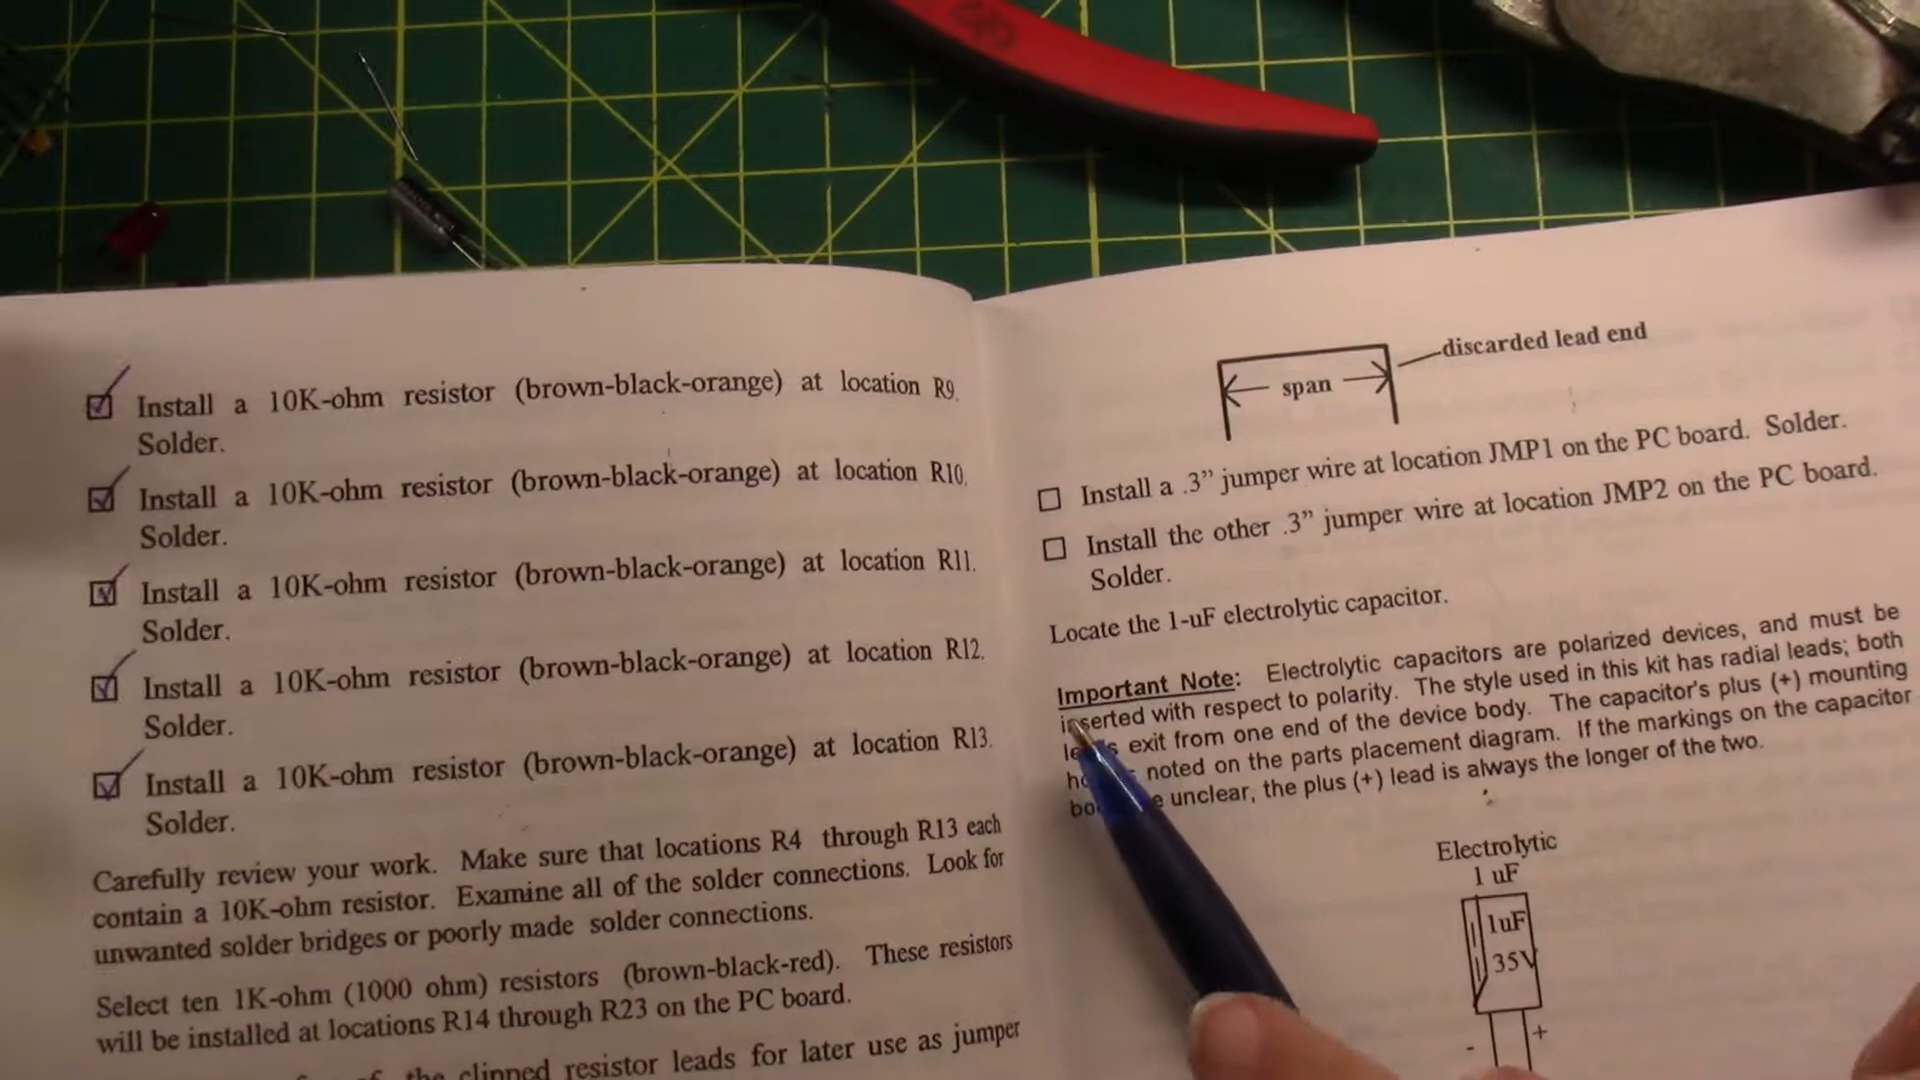 Install a 10K-ohm resistor (brown-black-orange) at location R9.
Solder.
Install a 10K-ohm resistor (brown-black-orange) at location R10.
Solder.
Install a 10K-ohm resistor (brown-black-orange) at location R11.
Solder.
Install a 10K-ohm resistor (brown-black-orange) at location R12.
Solder.
Install a 10K-ohm resistor (brown-black-orange) at location R13.
Solder.
Carefully review your work. Make sure that locations R4 through R13 each
contain a 10K-ohm resistor. Examine all of the solder connections. Look for
unwanted solder bridges or poorly made solder connections.
Select ten 1K-ohm (1000 ohm) resistors (brown-black-red). These resistors
will be installed at locations R14 through R23 on the PC board.
the clipped resistor leads for later use as jumper
discarded lead end
span
Install a .3” jumper wire at location JMP1 on the PC board. Solder.
Install the other .3” jumper wire at location JMP2 on the PC board.
Solder.
Locate the 1-uF electrolytic capacitor.
Important Note: Electrolytic capacitors are polarized devices, and must be
inserted with respect to polarity. The style used in this kit has radial leads; both
exit from one end of the device body. The capacitor's plus (+) mounting
noted on the parts placement diagram. If the markings on the capacitor
unclear, the plus (+) lead is always the longer of the two.
Electrolytic
1 uF
1uF
35V
- +